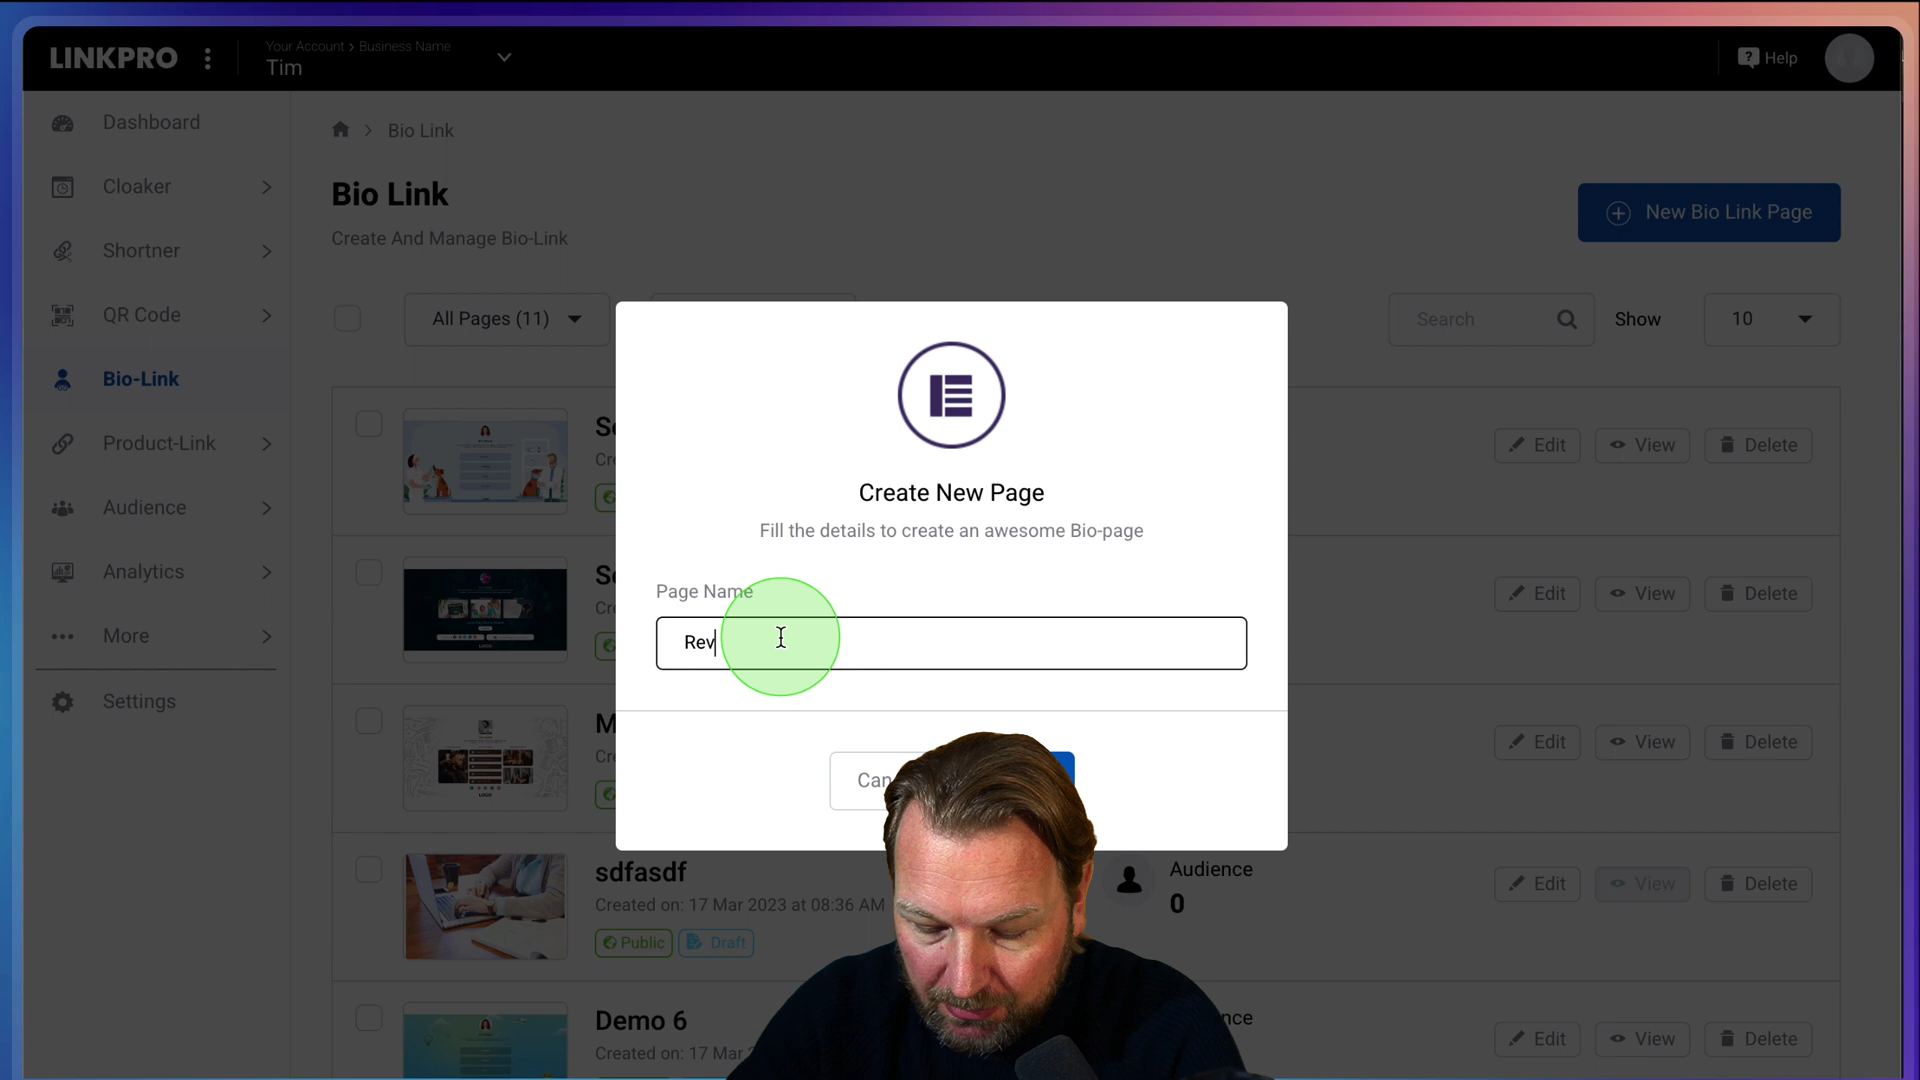 LINKPRO
Your Account > Business Name
Tim
Help
Dashboard
Cloaker
Shortner
QR Code
Bio-Link
Product-Link
Audience
Analytics
More
Settings
Bio Link
Bio Link
Create And Manage Bio-Link
New Bio Link Page
All Pages (11)
Search
Show
10
Edit
View
Delete
Edit
View
Delete
Edit
View
Delete
Create New Page
Fill the details to create an awesome Bio-page
Page Name
Rev
sdfasdf
Created on: 17 Mar 2023 at 08:36 AM
Public
Draft
Audience
0
Edit
View
Delete
Demo 6
Created on: 17 Mar
Edit
View
Delete